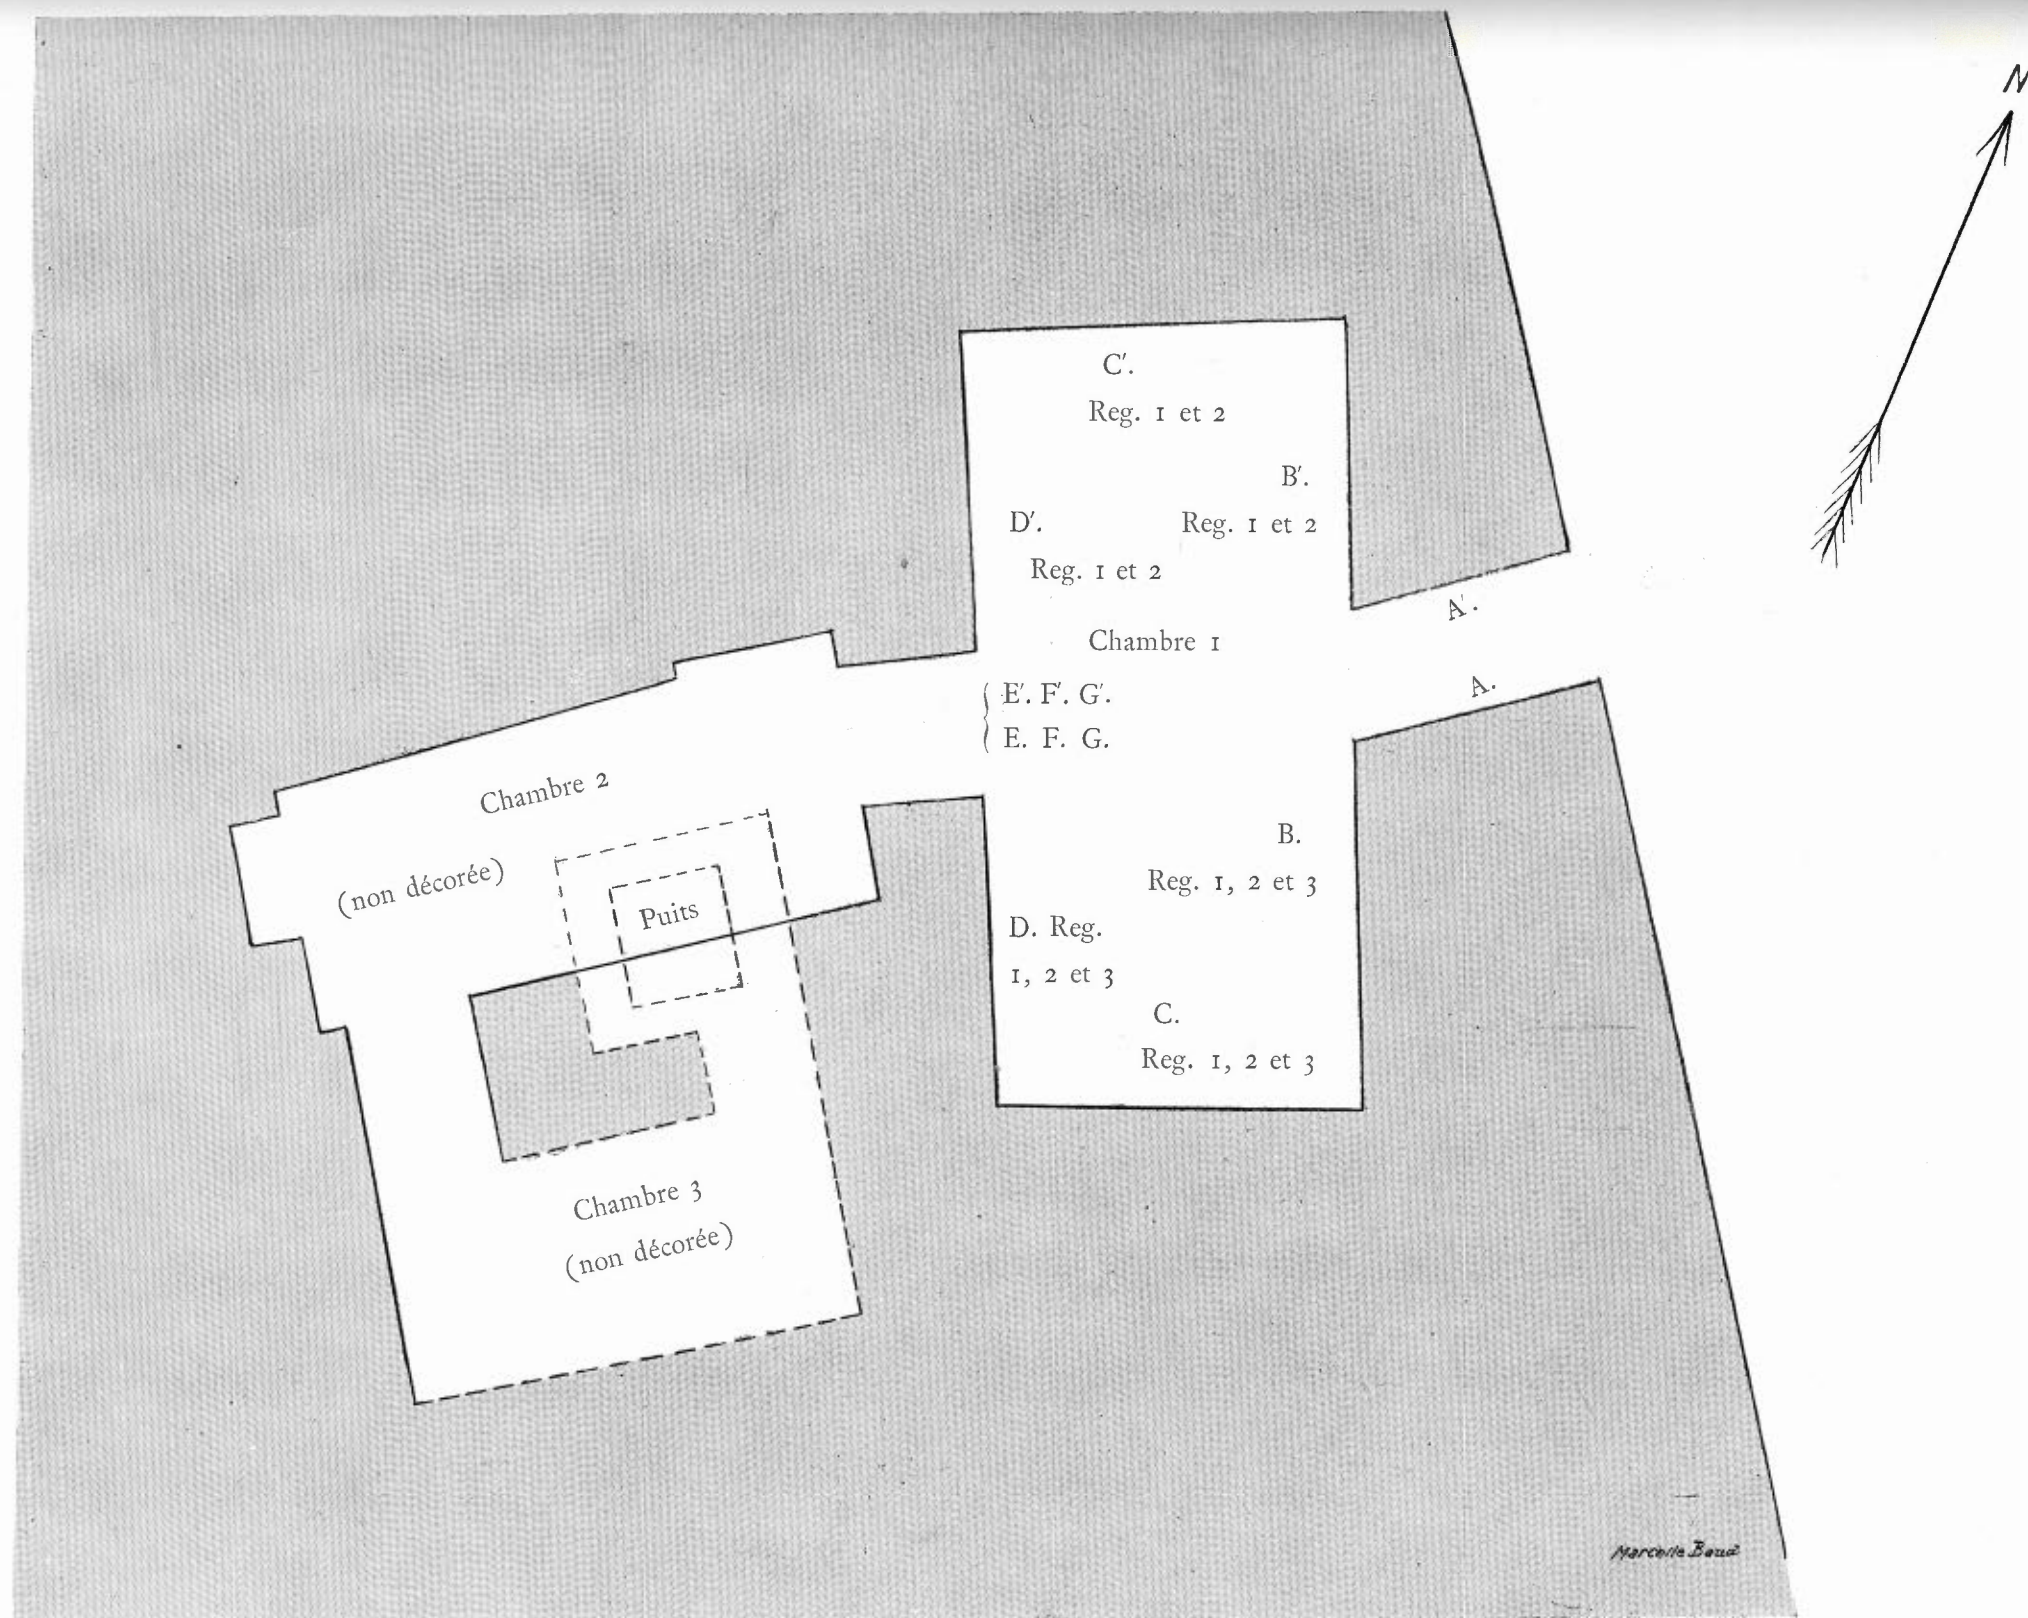 N
C'.
Reg. 1 et 2
B'.
D'.
Reg. 1 et 2
Reg. 1 et 2
A'.
Chambre 1
E'. F'. G'.
E. F. G.
A.
Chambre 2
(non décorée)
Puits
B.
Reg. 1, 2 et 3
D. Reg.
1, 2 et 3
C.
Reg. 1, 2 et 3
Chambre 3
(non décorée)
Marcelle Baud